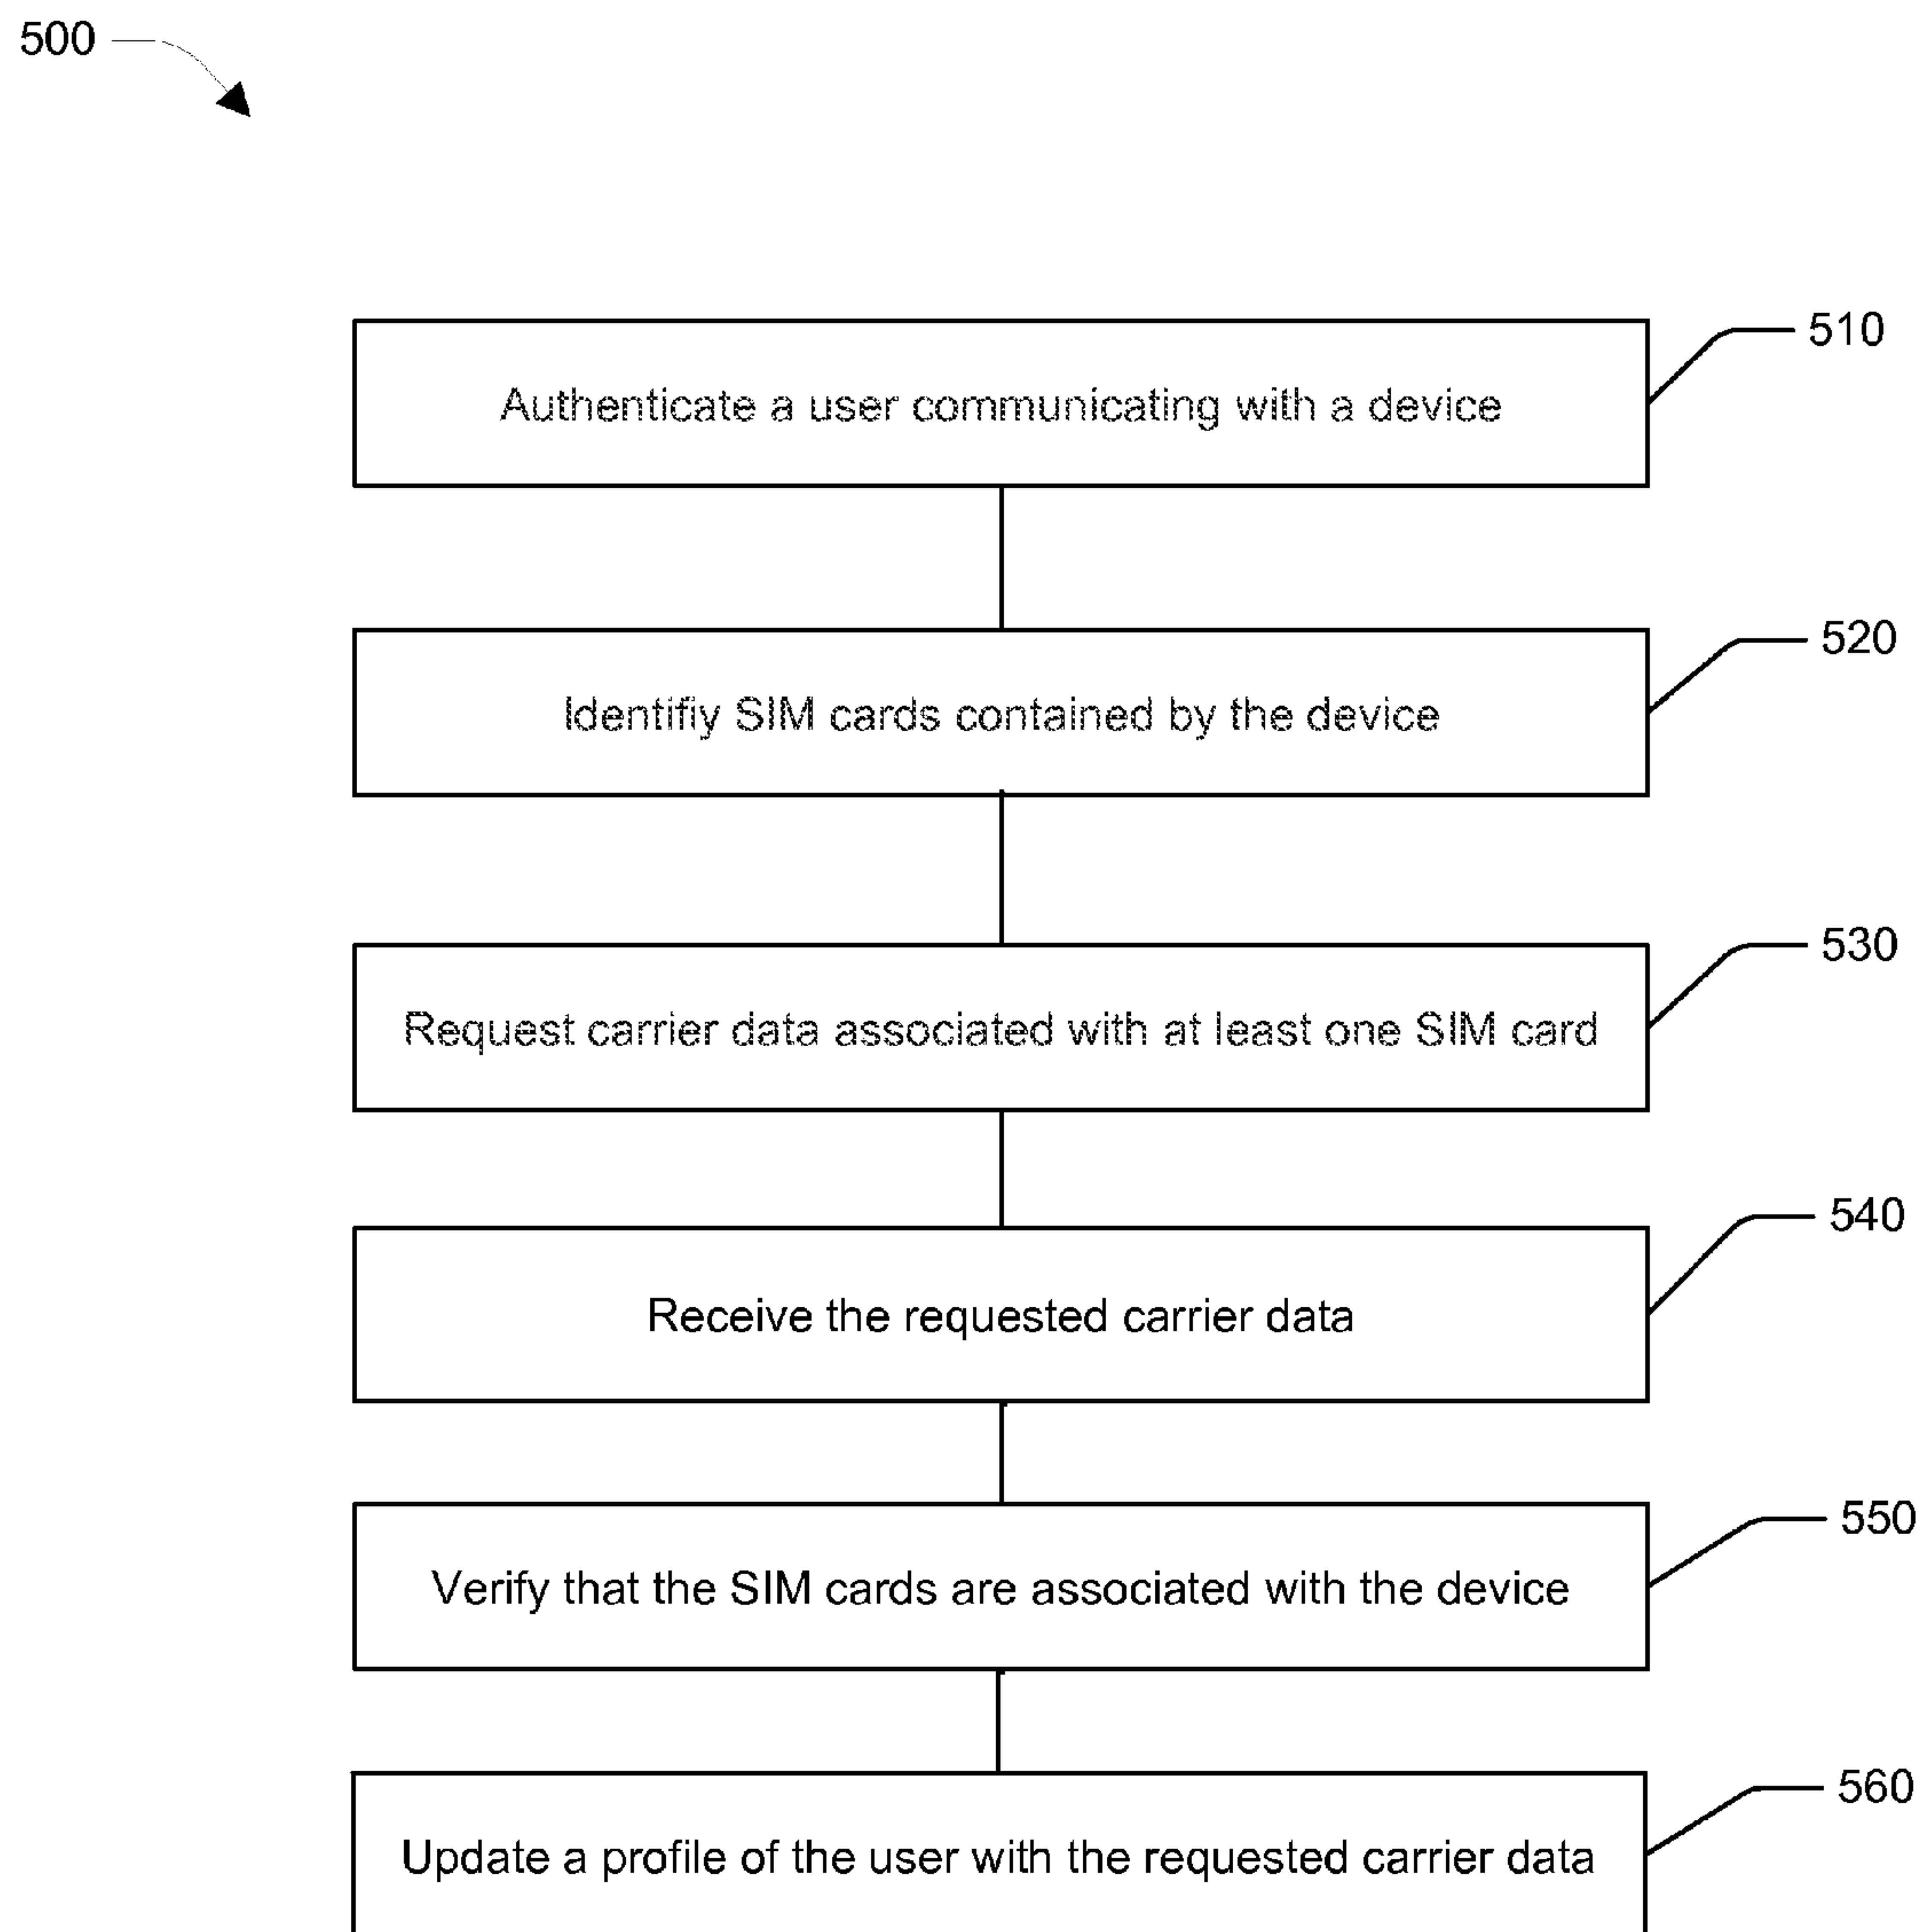 500
510
Authenticate a user communicating with a device
520
Identifiy SIM cards contained by the device
530
Request carrier data associated with at least one SIM card
540
Receive the requested carrier data
550
Verify that the SIM cards are associated with the device
560
Update a profile of the user with the requested carrier data